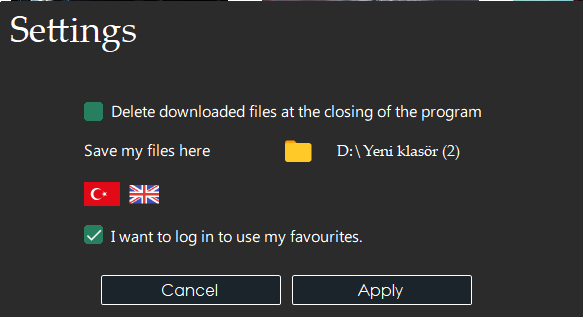 Settings
Delete downloaded files at the closing of the program
Save my files here D:\Yeni klasör (2)
I want to log in to use my favourites.
Cancel Apply